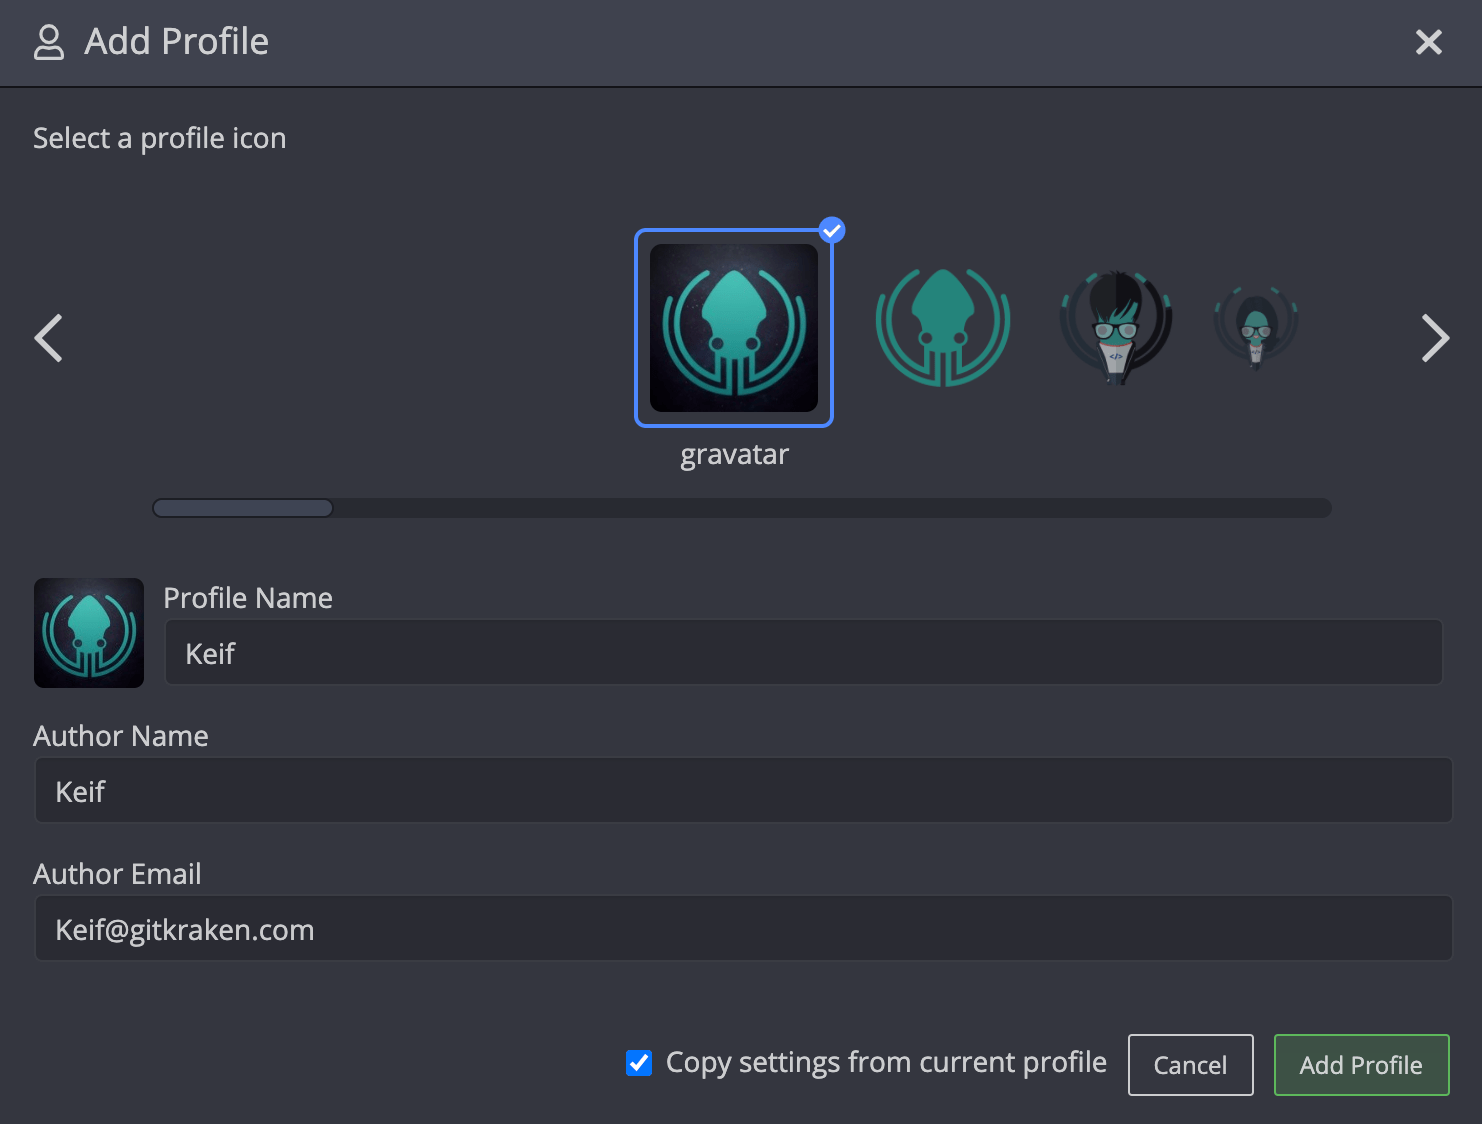 Add Profile
Select a profile icon
gravatar
Profile Name
Keif
Author Name
Keif
Author Email
Keif@gitkraken.com
Copy settings from current profile
Cancel
Add Profile